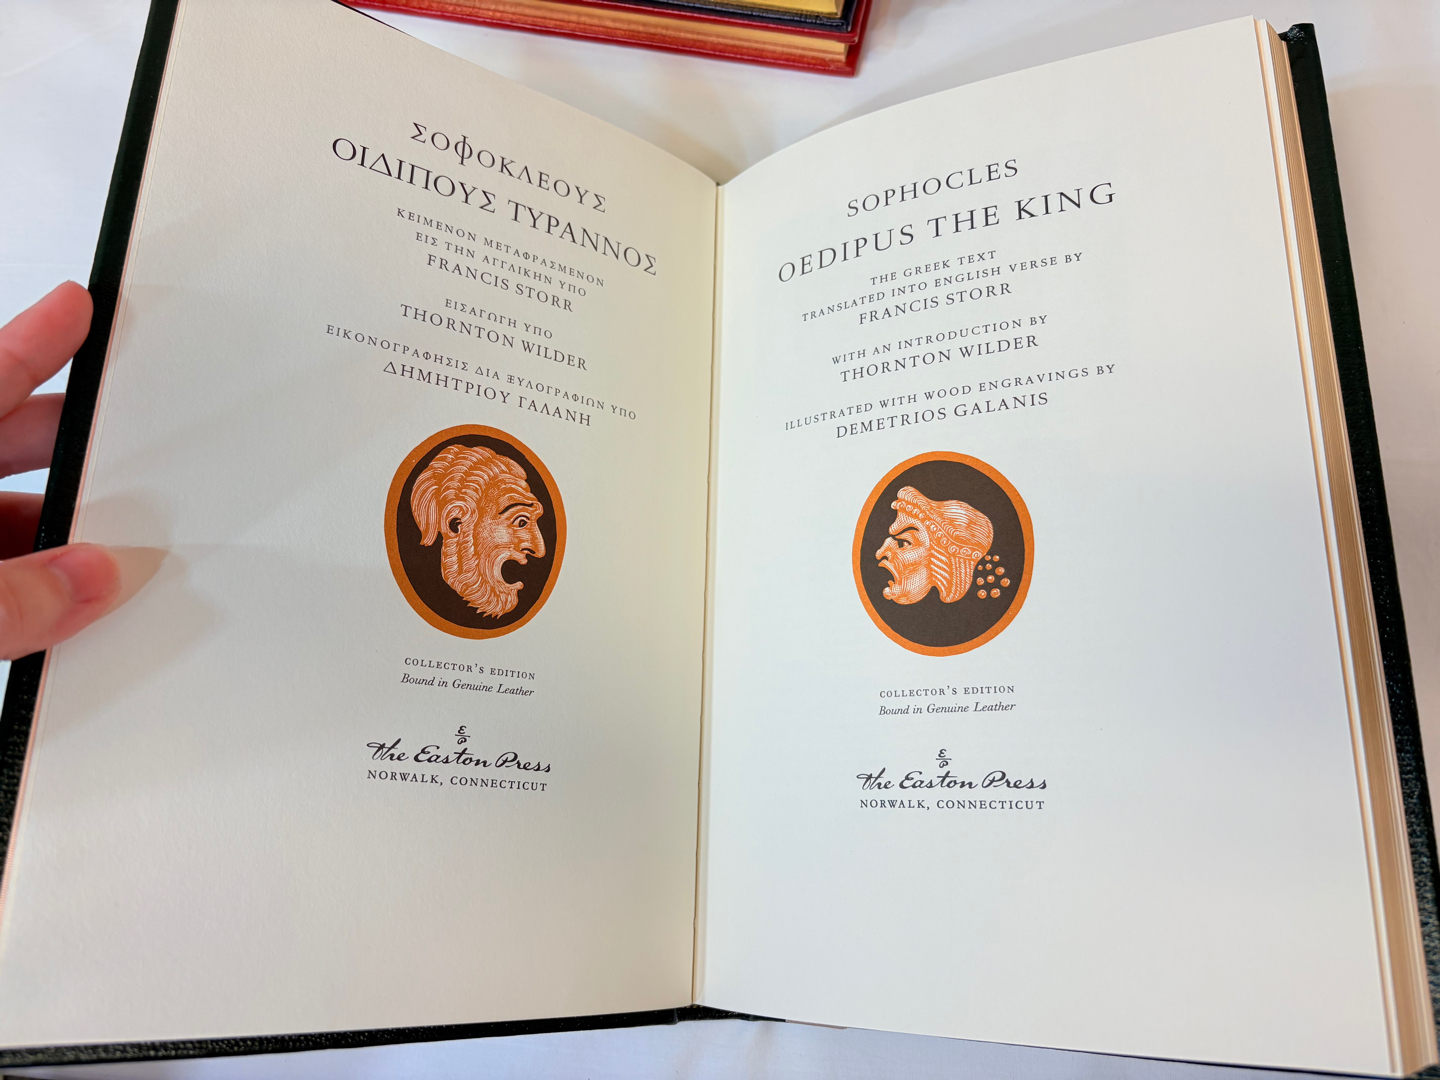 ΣΟΦΟΚΛΕΟΥΣ
ΟΙΔΙΠΟΥΣ ΤΥΡΑΝΝΟΣ
ΚΕΙΜΕΝΟΝ ΜΕΤΑΦΡΑΣΜΕΝΟΝ
ΕΙΣ ΤΗΝ ΑΓΓΛΙΚΗΝ ΥΠΟ
FRANCIS STORR
ΕΙΣΑΓΩΓΗ ΥΠΟ
THORNTON WILDER
ΕΙΚΟΝΟΓΡΑΦΗΣΙΣ ΔΙΑ ΞΥΛΟΓΡΑΦΙΩΝ ΥΠΟ
ΔΗΜΗΤΡΙΟΥ ΓΑΛΑΝΗ
COLLECTOR'S EDITION
Bound in Genuine Leather
EP
The Easton Press
NORWALK, CONNECTICUT
SOPHOCLES
OEDIPUS THE KING
THE GREEK TEXT
TRANSLATED INTO ENGLISH VERSE BY
FRANCIS STORR
WITH AN INTRODUCTION BY
THORNTON WILDER
ILLUSTRATED WITH WOOD ENGRAVINGS BY
DEMETRIOS GALANIS
COLLECTOR'S EDITION
Bound in Genuine Leather
EP
The Easton Press
NORWALK, CONNECTICUT